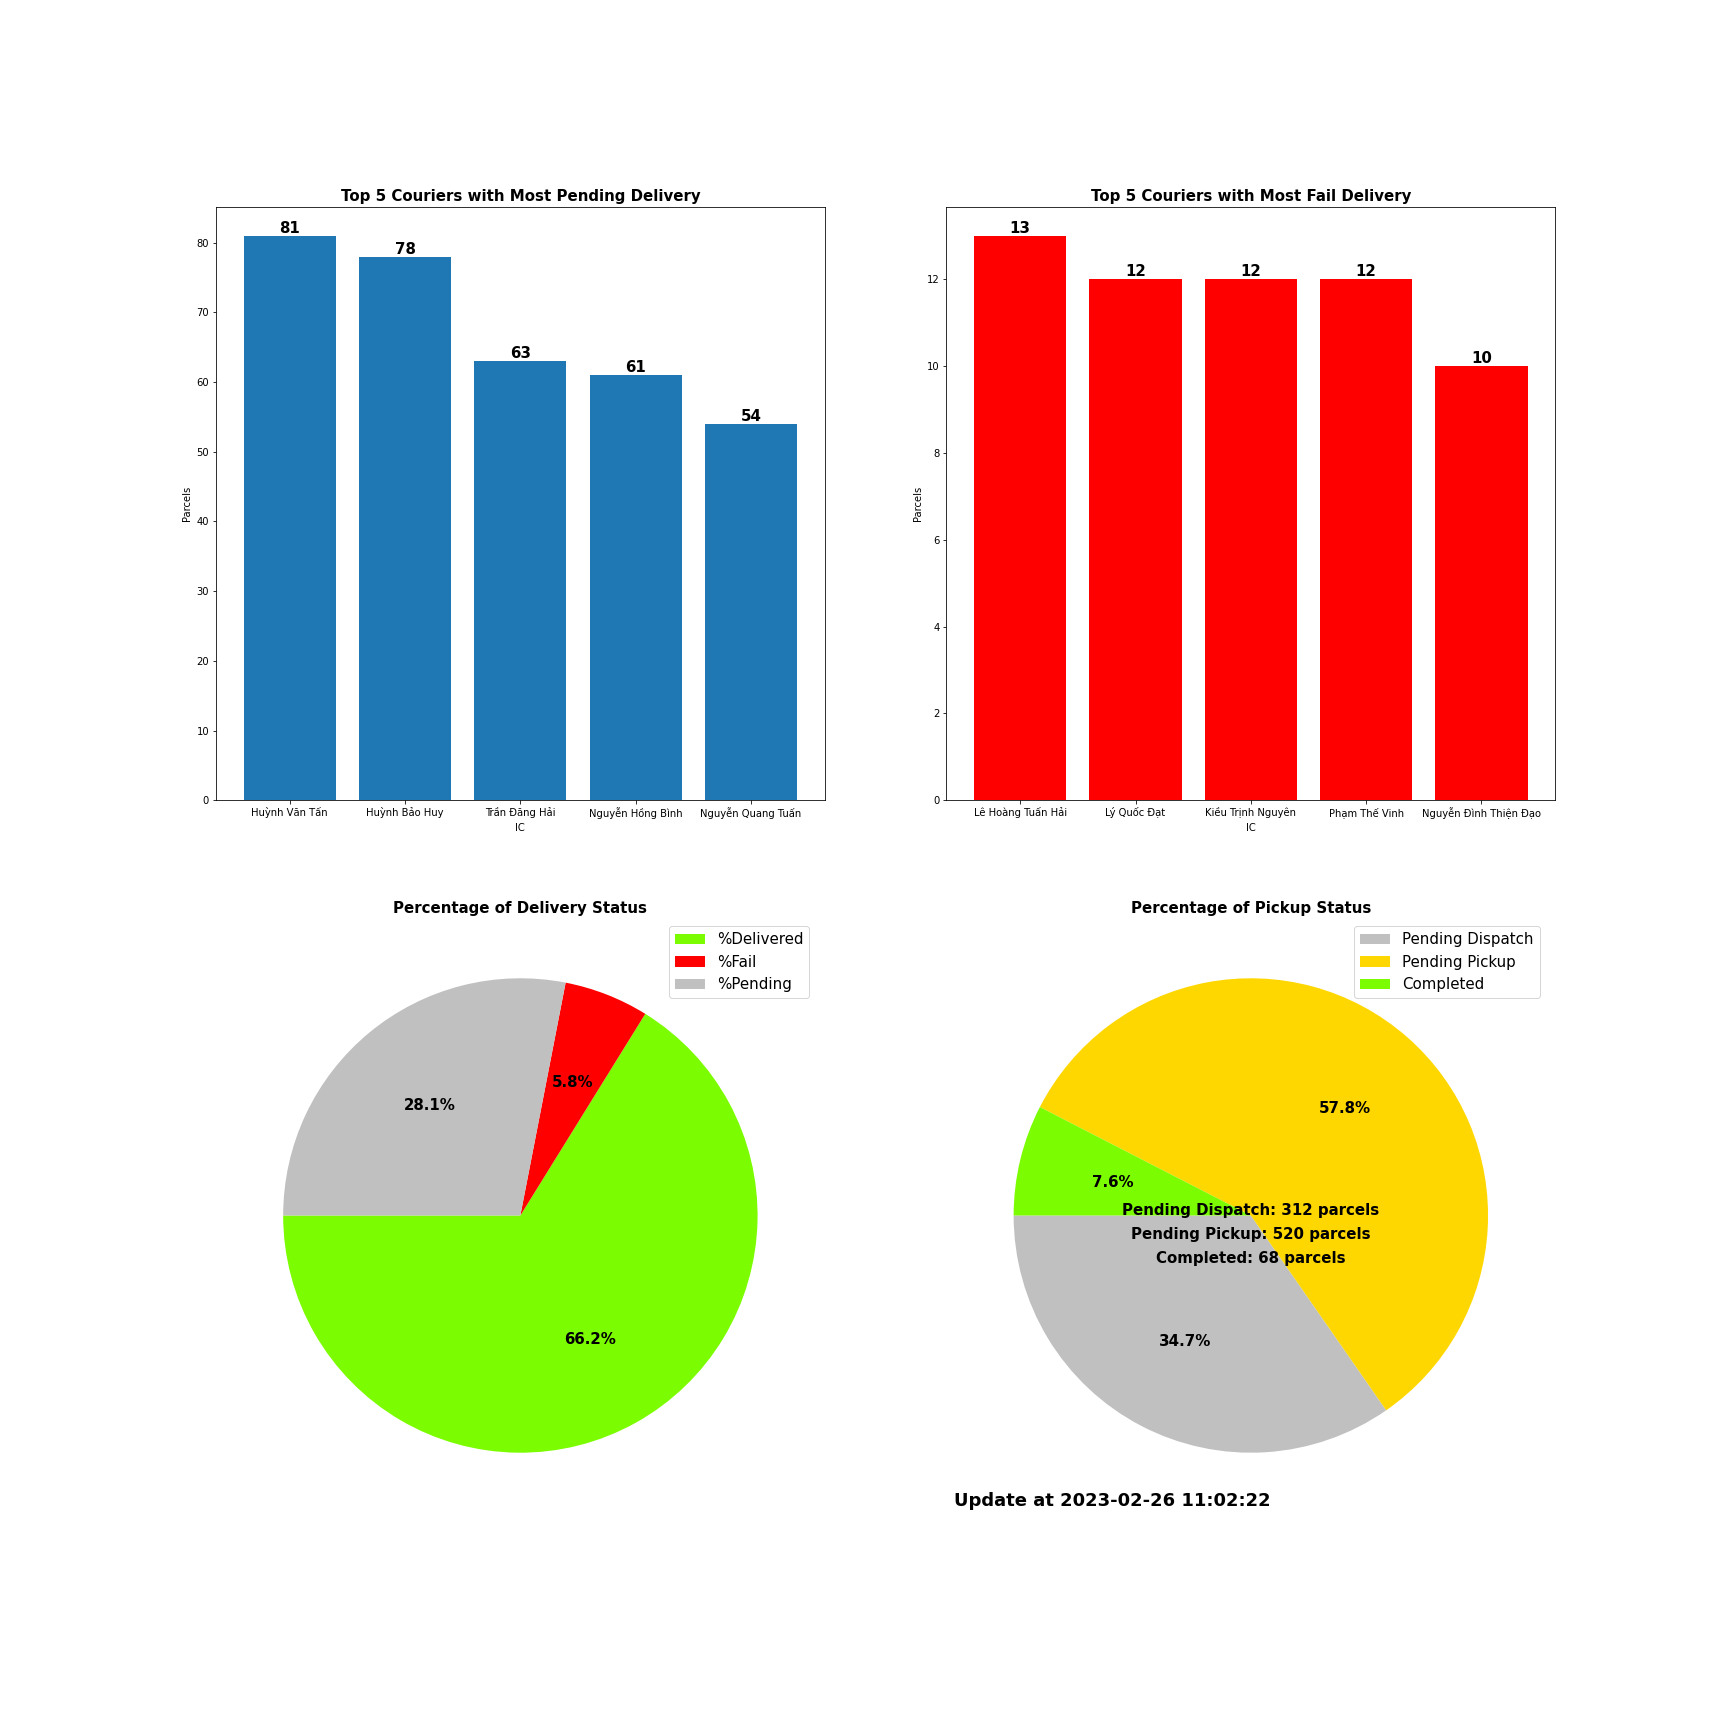 Top 5 Couriers with Most Pending Delivery
81
78
63
61
54
80
70
60
50
40
30
20
10
0
Parcels
Huỳnh Văn Tấn
Huỳnh Bảo Huy
Trần Đăng Hải
Nguyễn Hồng Bình
Nguyễn Quang Tuấn
IC
Top 5 Couriers with Most Fail Delivery
13
12
12
12
10
12
10
8
6
4
2
0
Parcels
Lê Hoàng Tuấn Hải
Lý Quốc Đạt
Kiều Trịnh Nguyên
Phạm Thế Vinh
Nguyễn Đình Thiện Đạo
IC
Percentage of Delivery Status
%Delivered
%Fail
%Pending
5.8%
28.1%
66.2%
Percentage of Pickup Status
Pending Dispatch
Pending Pickup
Completed
57.8%
7.6%
Pending Dispatch: 312 parcels
Pending Pickup: 520 parcels
Completed: 68 parcels
34.7%
Update at 2023-02-26 11:02:22